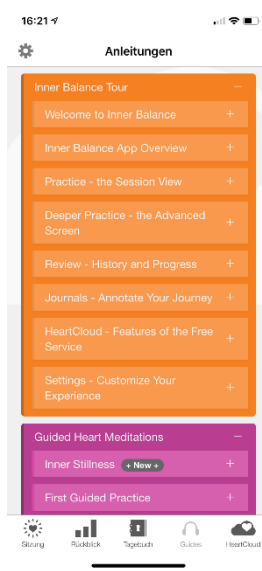 16:21
Anleitungen
Inner Balance Tour
Welcome to Inner Balance
Inner Balance App Overview
Practice - the Session View
Deeper Practice - the Advanced
Screen
Review - History and Progress
Journals - Annotate Your Journey
HeartCloud - Features of the Free
Service
Settings - Customize Your
Experience
Guided Heart Meditations
Inner Stillness + New +
First Guided Practice
Sitzung Rückblick Tagebuch Guides HeartCloud